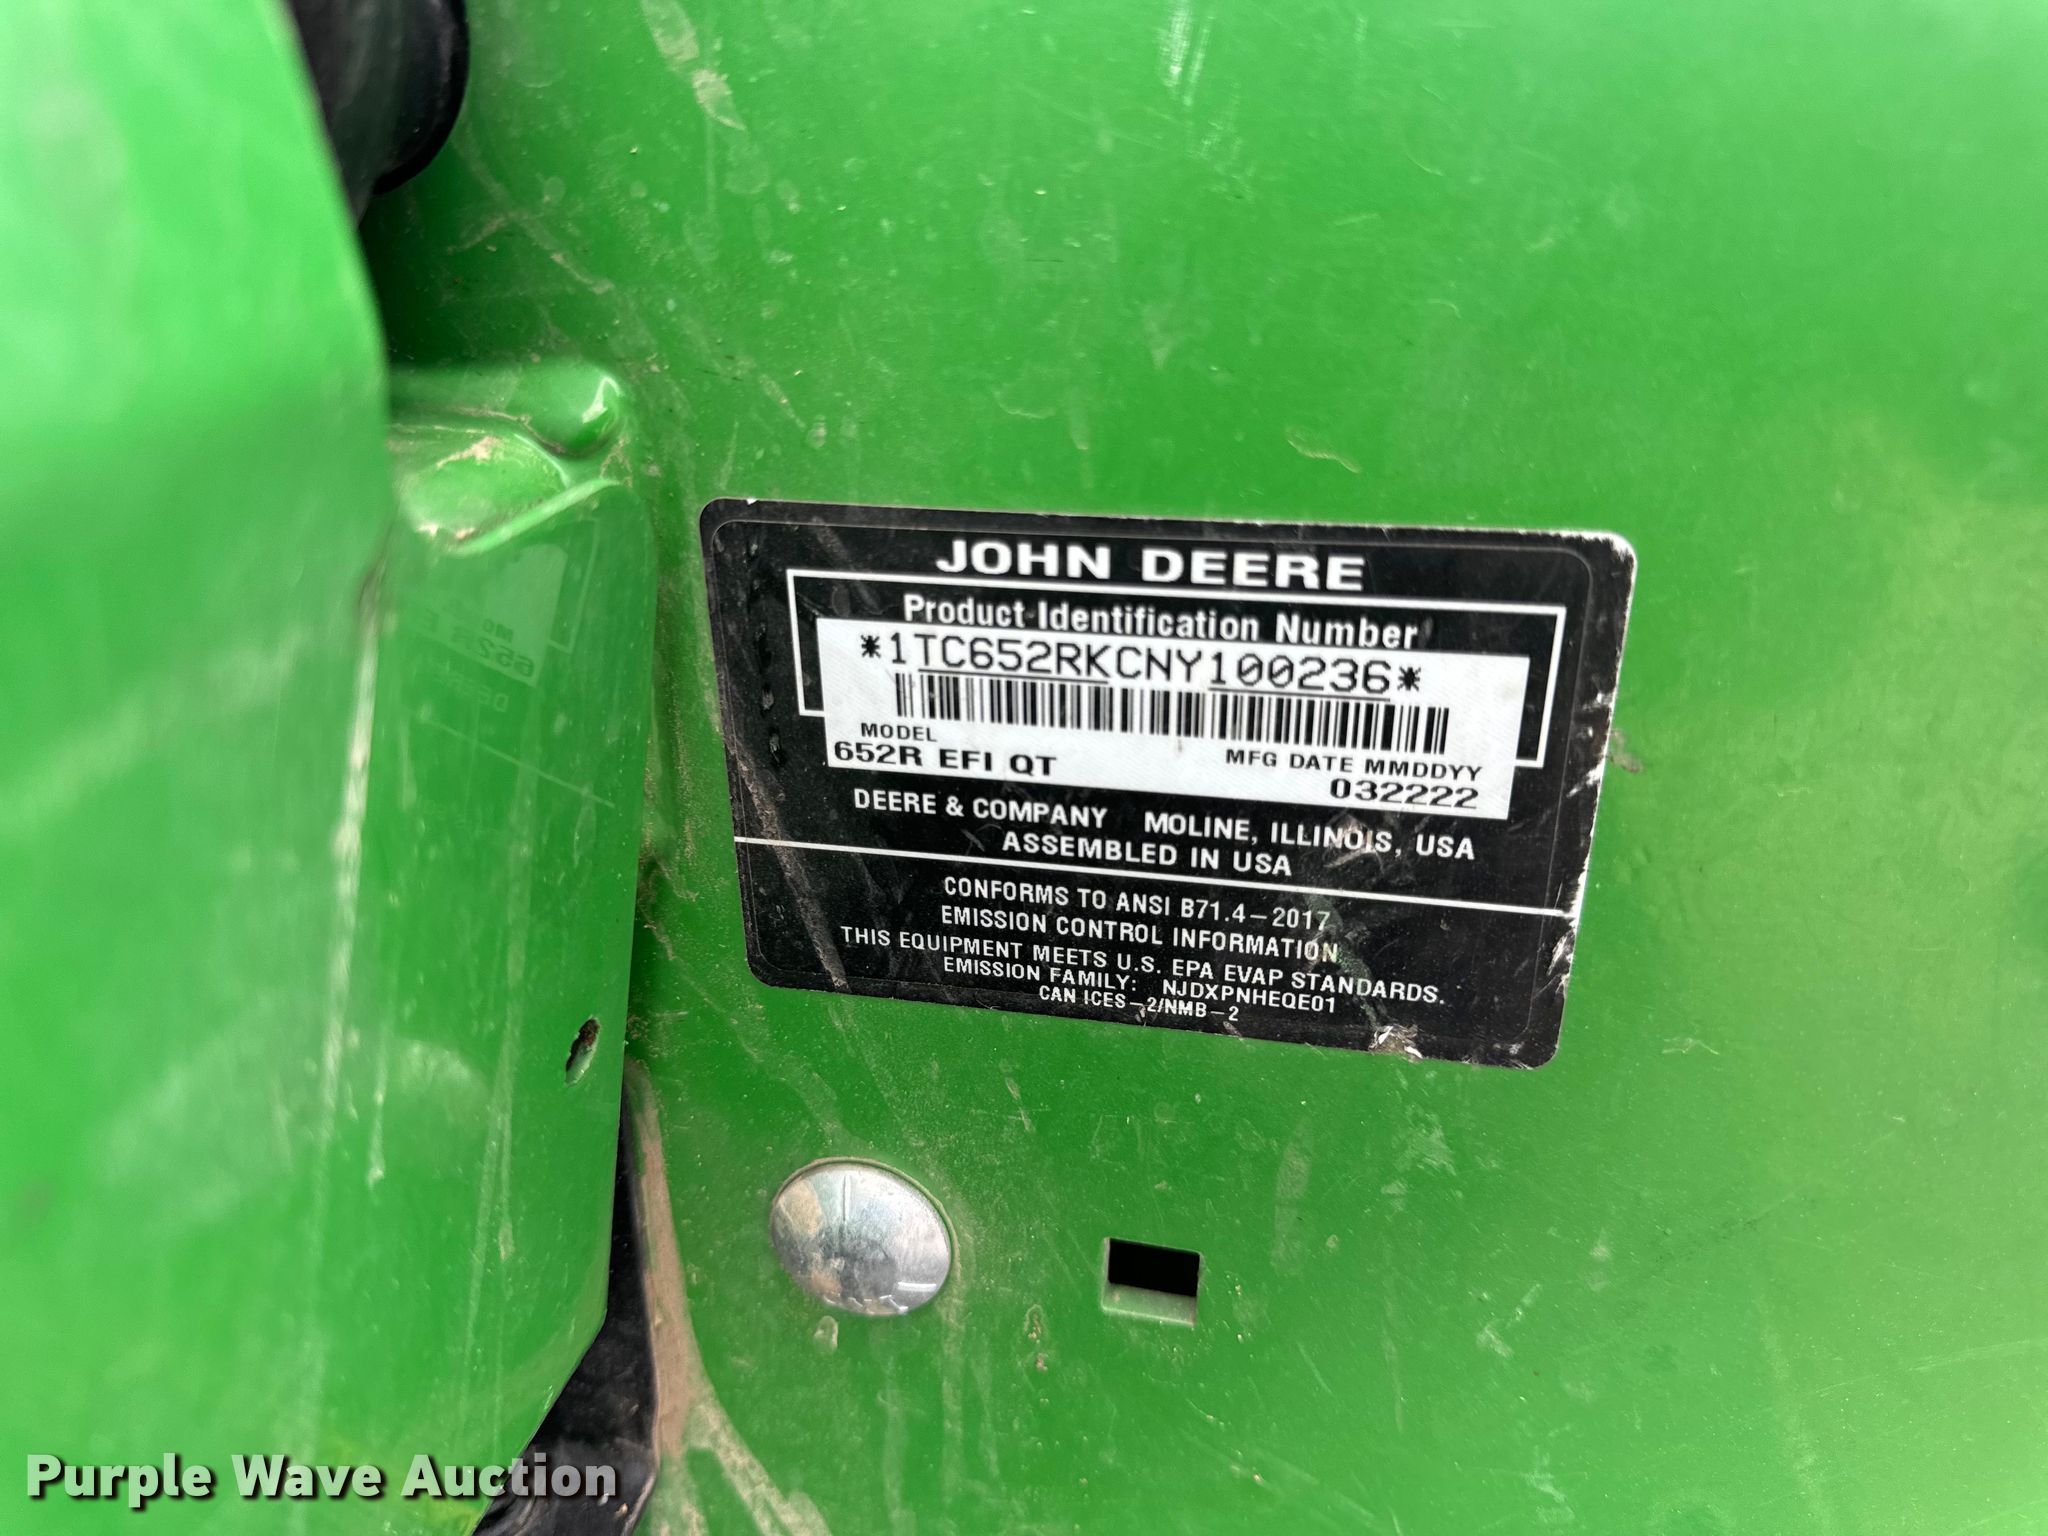 JOHN DEERE
Product Identification Number
*1TC652RKCNY100236*
MODEL
652R EFI QT
MFG DATE MMDDYY
032222
DEERE & COMPANY MOLINE, ILLINOIS, USA
ASSEMBLED IN USA
CONFORMS TO ANSI B71.4-2017
EMISSION CONTROL INFORMATION
THIS EQUIPMENT MEETS U.S. EPA EVAP STANDARDS.
EMISSION FAMILY: NJDXPNHEQE01
CAN ICES-2/NMB-2
Purple Wave Auction